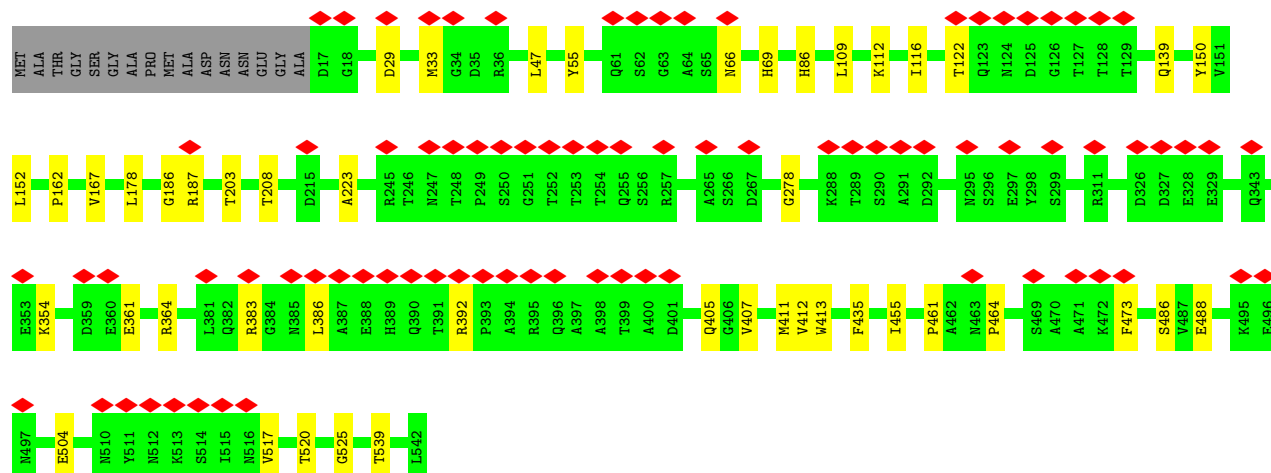 MET ALA THR GLY SER GLY ALA PRO MET ALA ASP ASN ASN GLU GLY ALA D17 G18 D29 M33 G34 D35 R36 L47 Y55 Q61 S62 G63 A64 S65 N66 H69 H86 L109 K112 I116 T122 Q123 N124 D125 G126 T127 T128 T129 Q139 Y150 V151
L152 P162 V167 L178 G186 R187 T203 T208 D215 A223 R245 T246 N247 T248 P249 S250 G251 T252 T253 T254 Q255 S256 R257 A265 S266 D267 G278 K288 T289 S290 A291 D292 N295 S296 E297 Y298 S299 R311 D326 D327 E328 E329 Q343
E353 K354 D359 E360 E361 R364 L381 Q382 R383 G384 N385 L386 A387 E388 H389 Q390 T391 R392 P393 A394 R395 Q396 A397 A398 T399 A400 D401 Q405 G406 V407 M411 V412 W413 F435 I455 P461 A462 N463 P464 S469 A470 A471 K472 F473 S486 V487 E488 K495 E496
N497 E504 N510 Y511 N512 K513 S514 I515 N516 V517 T520 G525 T539 L542